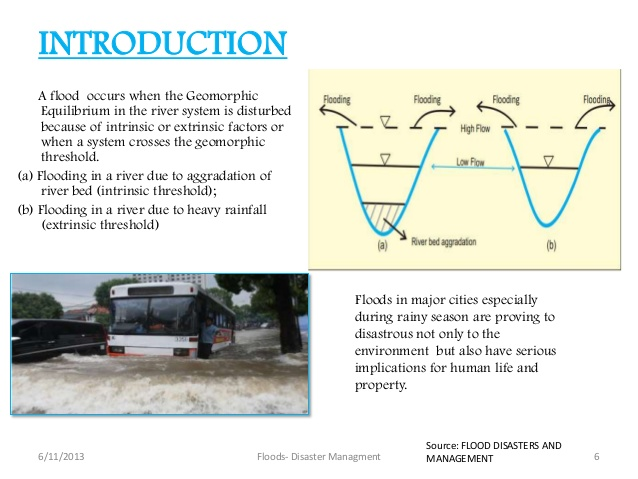 INTRODUCTION
A flood occurs when the Geomorphic
Equilibrium in the river system is disturbed
because of intrinsic or extrinsic factors or
when a system crosses the geomorphic
threshold.
(a) Flooding in a river due to aggradation of
river bed (intrinsic threshold);
(b) Flooding in a river due to heavy rainfall
(extrinsic threshold)
Flooding Flooding Flooding Flooding
High Flow
Low Flow
(a) River bed aggradation (b)
Floods in major cities especially
during rainy season are proving to
disastrous not only to the
environment but also have serious
implications for human life and
property.
Source: FLOOD DISASTERS AND
MANAGEMENT
6/11/2013 Floods- Disaster Managment 6